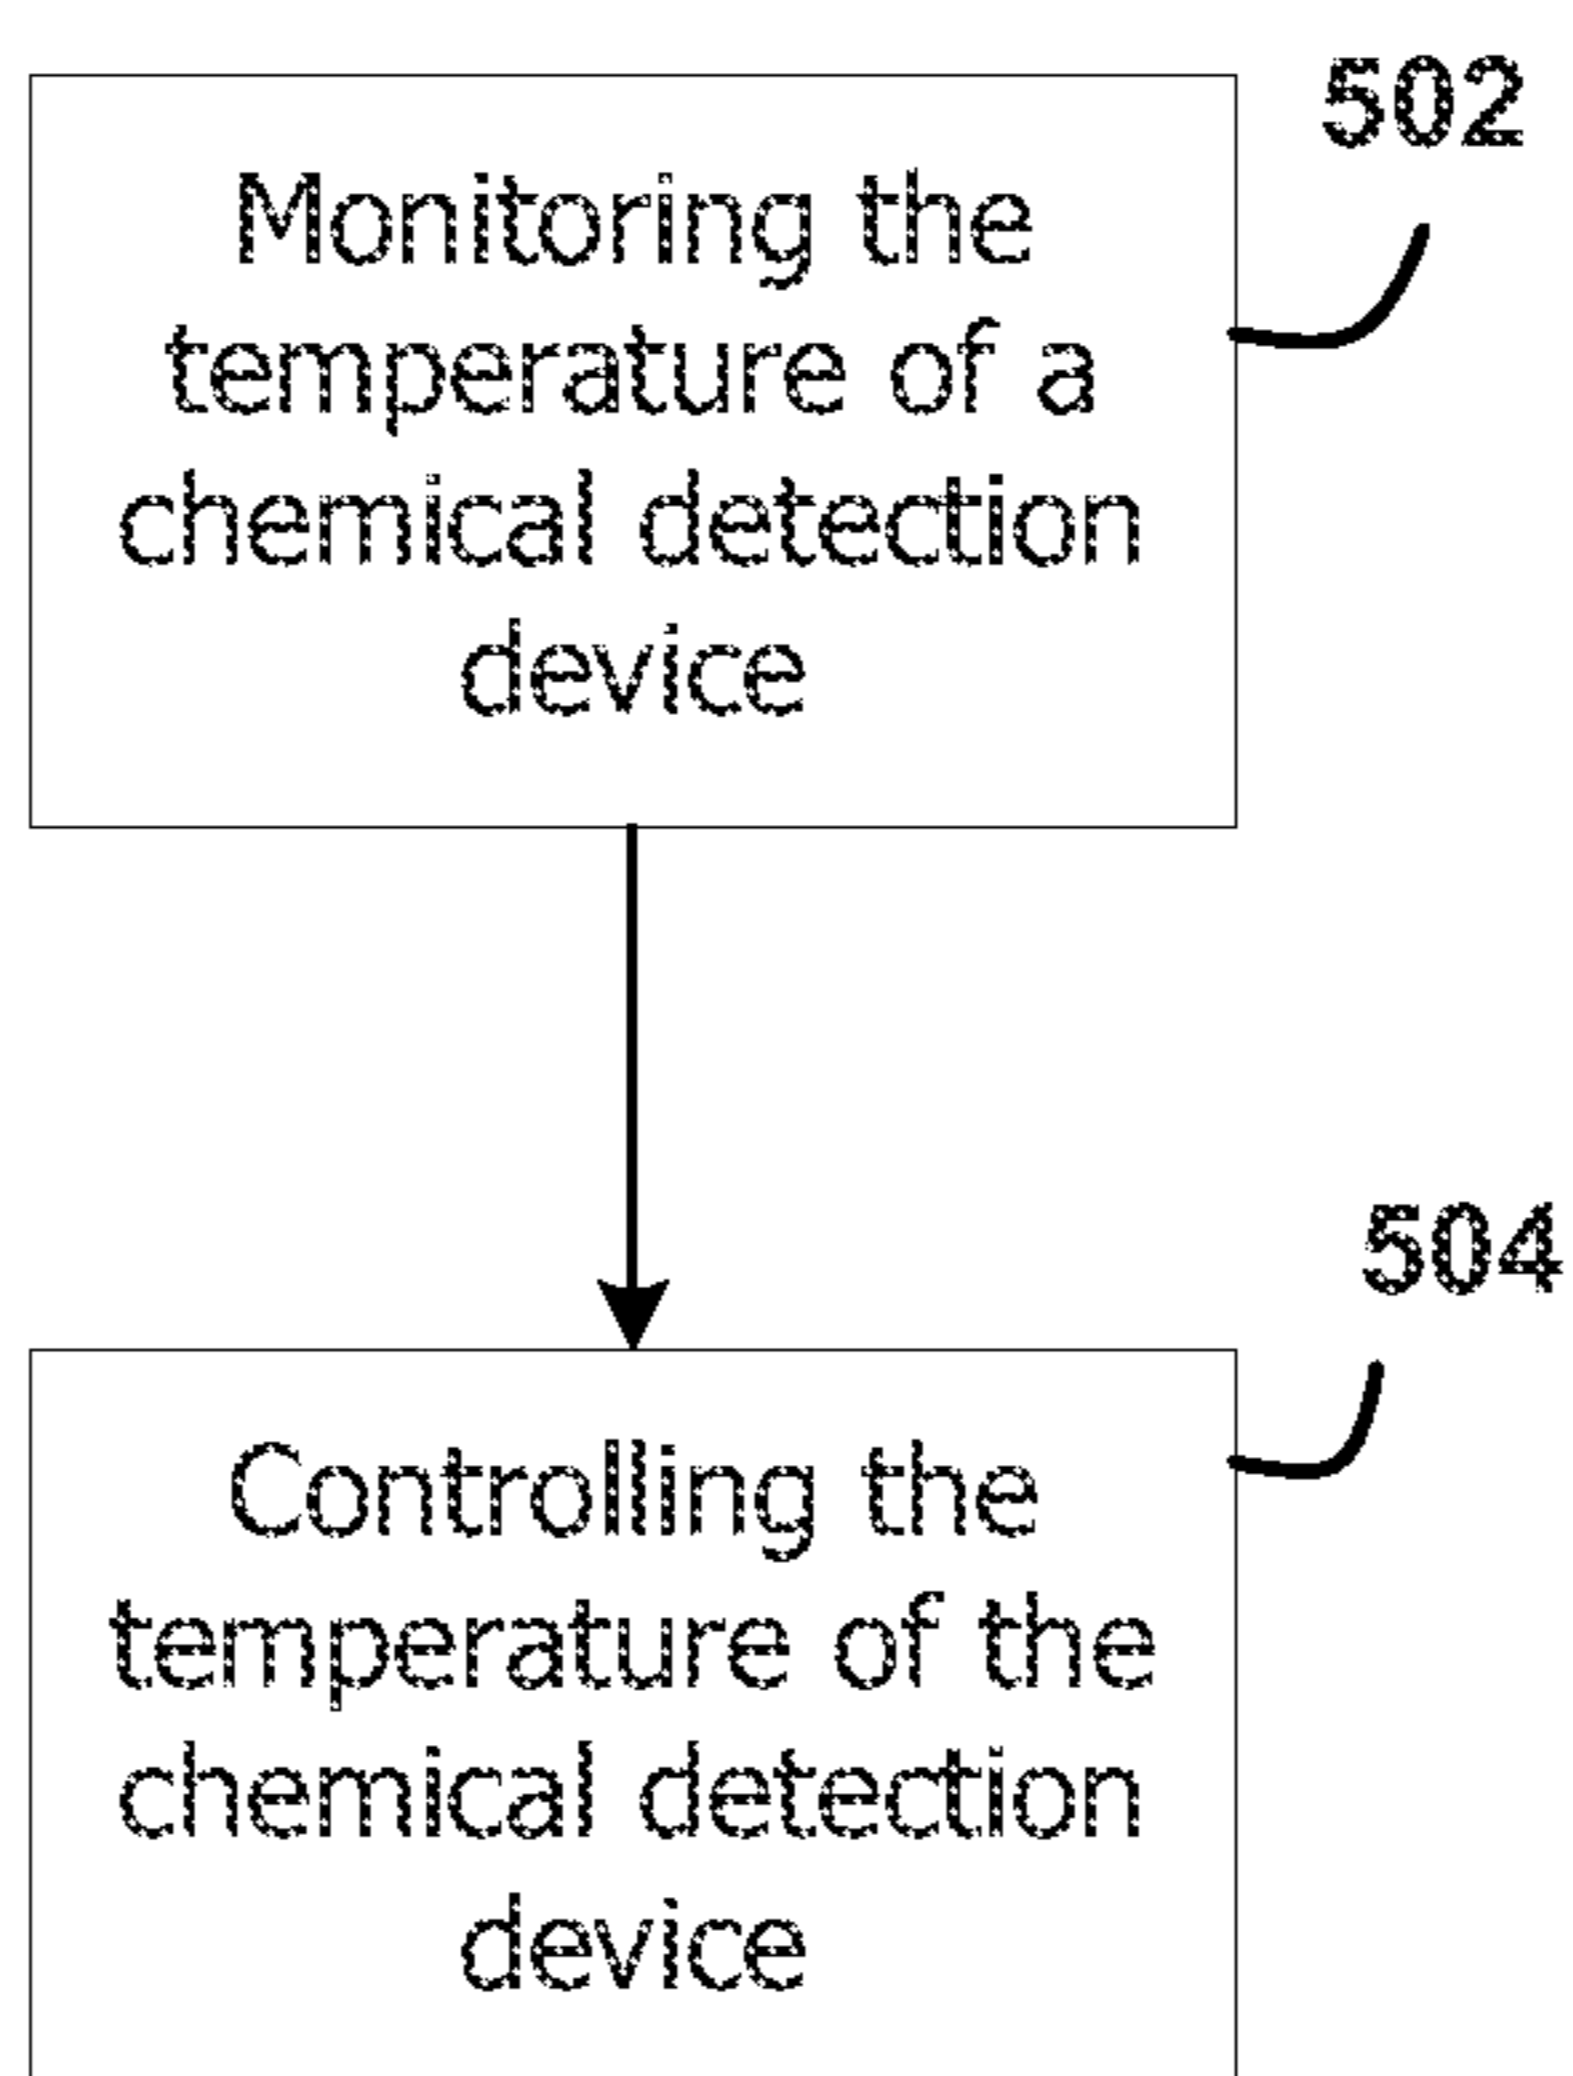 502
Monitoring the
temperature of a
chemical detection
device
504
Controlling the
temperature of the
chemical detection
device